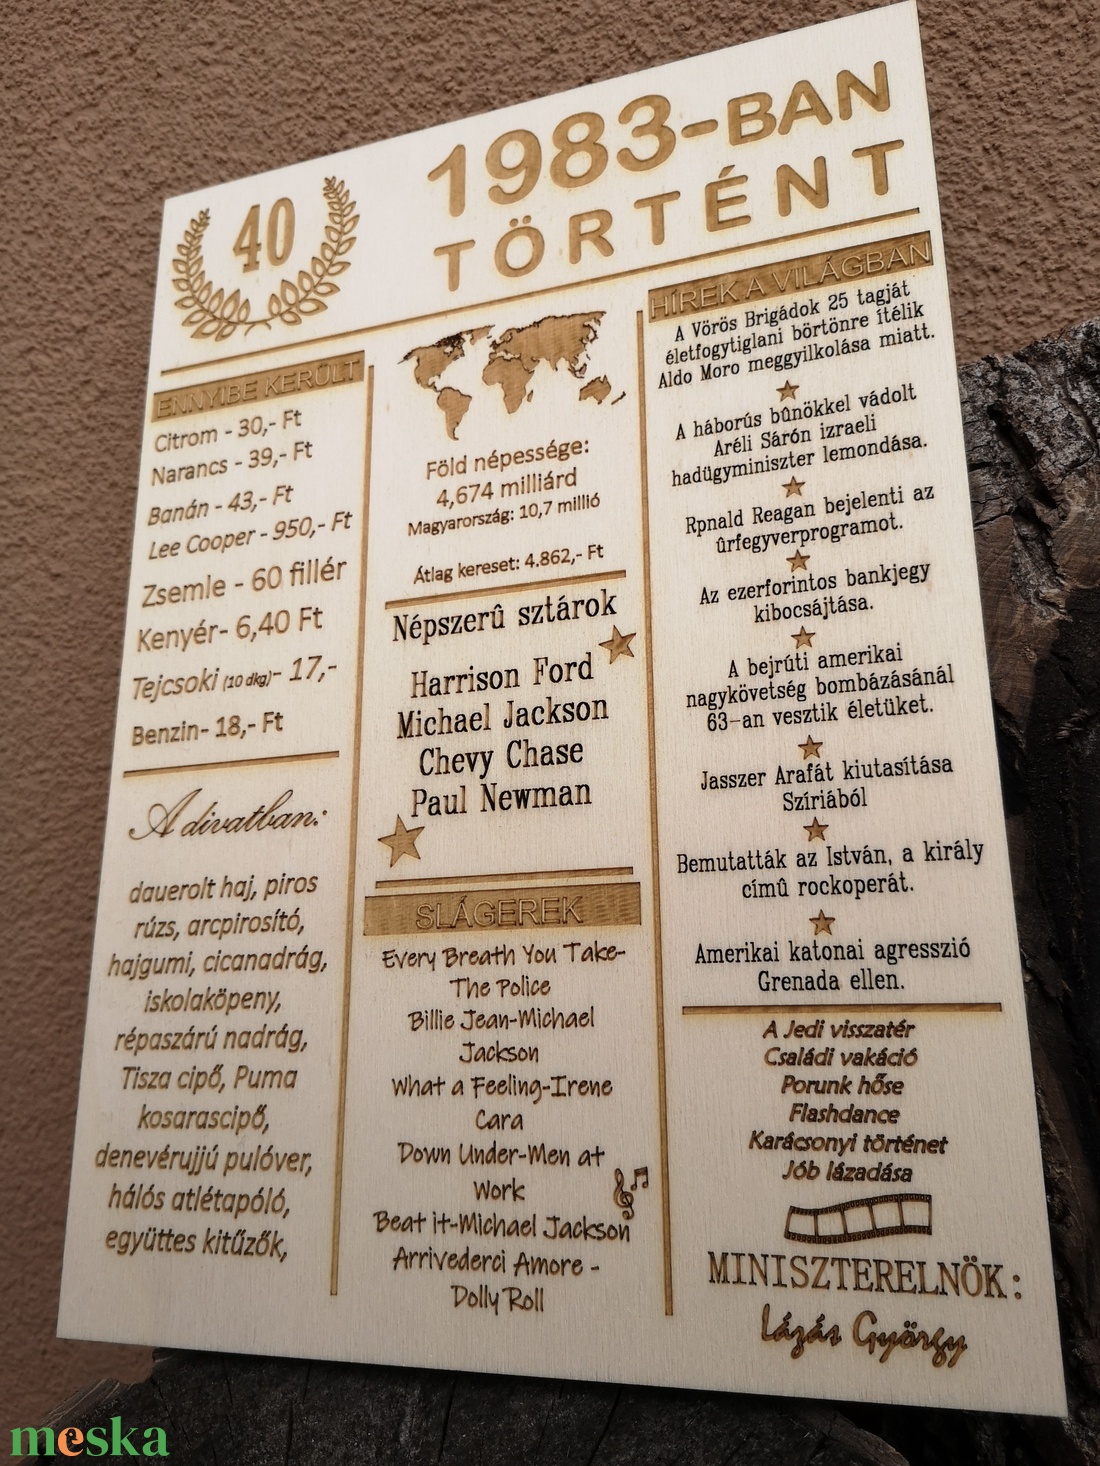 40
1983-BAN
TÖRTÉNT
ENNYIBE KERÜLT
Citrom - 30,- Ft
Narancs - 39,- Ft
Banán - 43,- Ft
Lee Cooper - 950,- Ft
Zsemle - 60 fillér
Kenyér- 6,40 Ft
Tejcsoki (10 dkg)- 17,-
Benzin- 18,- Ft
A divatban:
dauerolt haj, piros
rúzs, arcpirosító,
hajgumi, cicanadrág,
iskolaköpeny,
répaszárú nadrág,
Tisza cipő, Puma
kosarascipő,
denevérujjú pulóver,
hálós atlétapóló,
együttes kitűzők,
Föld népessége:
4,674 milliárd
Magyarország: 10,7 millió
Átlag kereset: 4.862,- Ft
Népszerû sztárok
Harrison Ford
Michael Jackson
Chevy Chase
Paul Newman
SLÁGEREK
Every Breath You Take-
The Police
Billie Jean-Michael
Jackson
What a Feeling-Irene
Cara
Down Under-Men at
Work
Beat it-Michael Jackson
Arrivederci Amore -
Dolly Roll
HÍREK A VILÁGBAN
A Vörös Brigádok 25 tagját
életfogytiglani börtönre ítélik
Aldo Moro meggyilkolása miatt.
A háborús bûnökkel vádolt
Aréli Sárón izraeli
hadügyminiszter lemondása.
Rpnald Reagan bejelenti az
ûrfegyverprogramot.
Az ezerforintos bankjegy
kibocsájtása.
A bejrúti amerikai
nagykövetség bombázásánál
63-an vesztik életüket.
Jasszer Arafát kiutasítása
Szíriából
Bemutatták az István, a király
címû rockoperát.
Amerikai katonai agresszió
Grenada ellen.
A Jedi visszatér
Családi vakáció
Porunk hőse
Flashdance
Karácsonyi történet
Jób lázadása
MINISZTERELNÖK:
Lázás György
meska